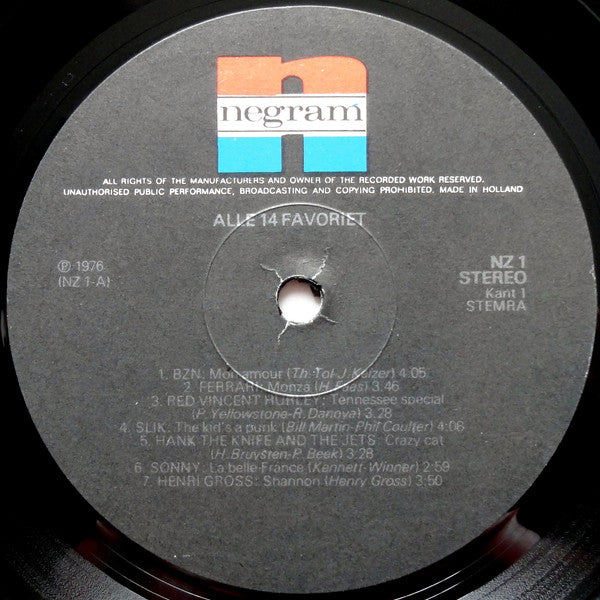 negram
ALL RIGHTS OF THE MANUFACTURERS AND OWNER OF THE RECORDED WORK RESERVED.
UNAUTHORISED PUBLIC PERFORMANCE, BROADCASTING AND COPYING PROHIBITED. MADE IN HOLLAND
ALLE 14 FAVORIET
℗ 1976
(NZ 1-A)
NZ 1
STEREO
Kant 1
STEMRA
1. BZN: Mon amour (Th. Tol-J. Keizer) 4:05
2. FERRARI: Monza (H. Faas) 3.46
3. RED VINCENT HURLEY: Tennessee special
(P. Yellowstone-R. Danova) 3.28
4. SLIK: The kid's a punk (Bill Martin-Phil Coulter) 4:06
5. HANK THE KNIFE AND THE JETS: Crazy cat
(H. Bruysten-P. Beek) 3:28
6. SONNY: La belle France (Kennett-Winner) 2:59
7. HENRI GROSS: Shannon (Henry Gross) 3:50